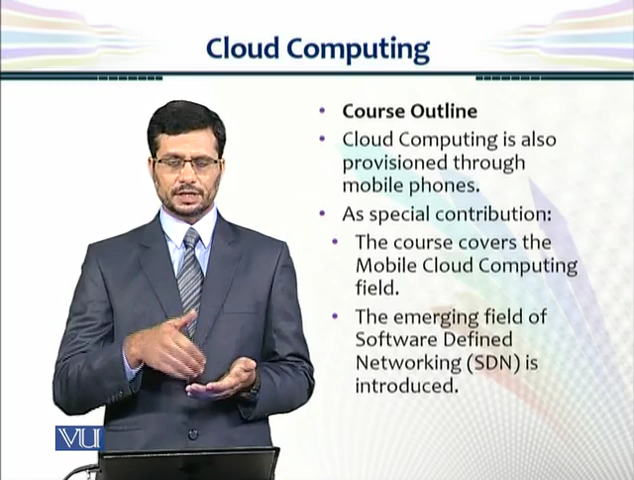 Cloud Computing
• Course Outline
• Cloud Computing is also
provisioned through
mobile phones.
• As special contribution:
• The course covers the
Mobile Cloud Computing
field.
• The emerging field of
Software Defined
Networking (SDN) is
introduced.
VU